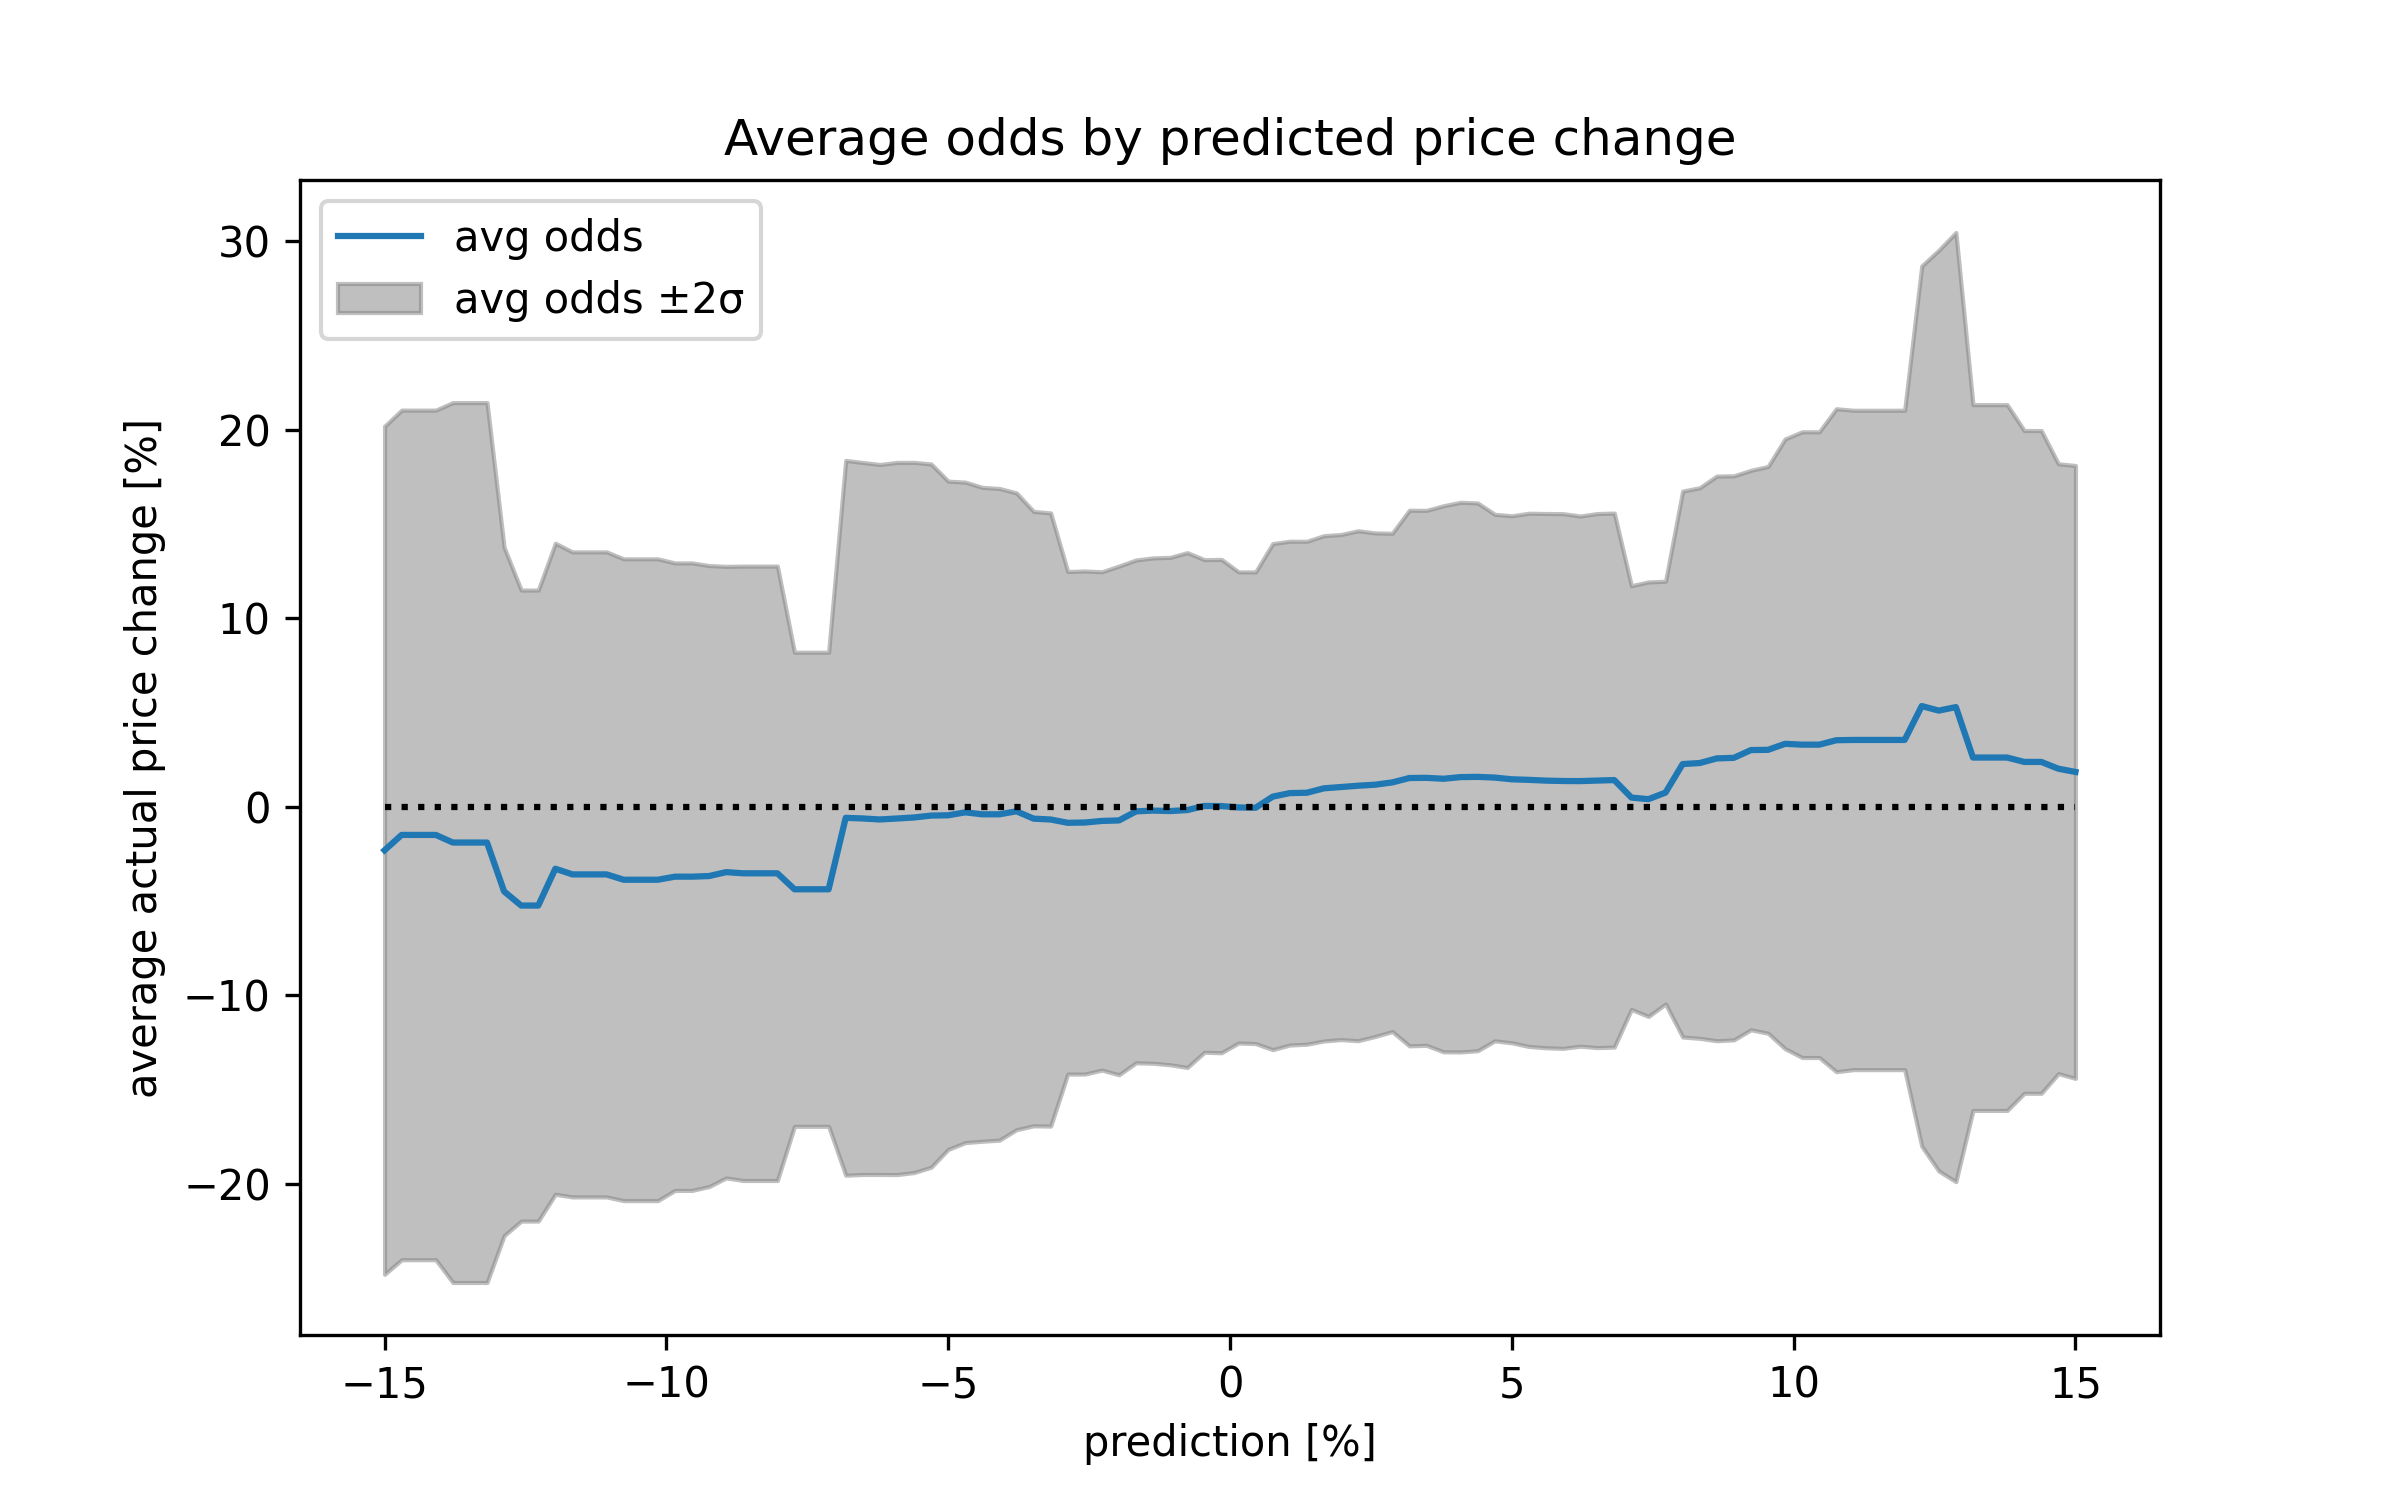 Average odds by predicted price change
avg odds
avg odds ±2σ
average actual price change [%]
30
20
10
0
−10
−20
−15
−10
−5
0
5
10
15
prediction [%]